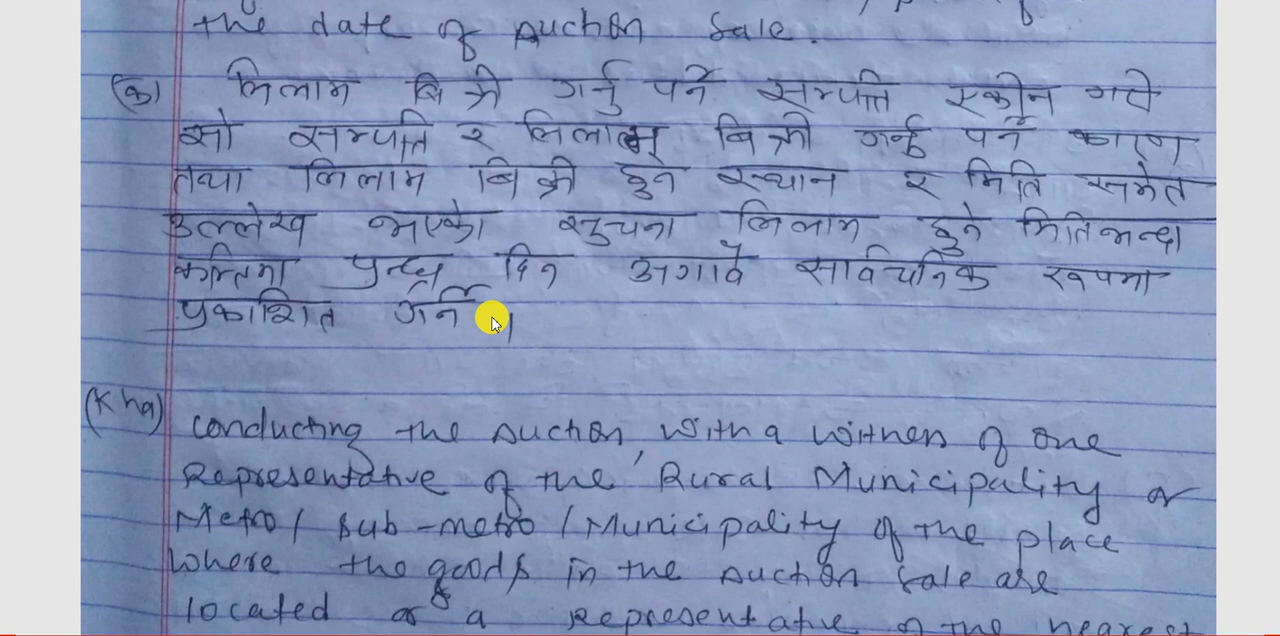 the date of Auction Sale.
(क) लिलाम बिक्री गर्नु पर्ने सम्पत्ति एकीन गरी
सो सम्पत्ति र लिलाम बिक्री गर्नु पर्ने कारण
तथा लिलाम बिक्री हुने स्थान र मिति समेत
उल्लेख भएको सुचना लिलाम हुने मितिभन्दा
कम्तिमा पन्ध्र दिन अगावै सार्वचनिक रूपमा
प्रकाशित गर्ने ।
(Kha) Conducting the Auction, with a witness of One
Representative of the Rural Municipality or
Metro / Sub-metro / Municipality of the place
Where the goods in the Auction Sale are
located or a Representative of the nearest